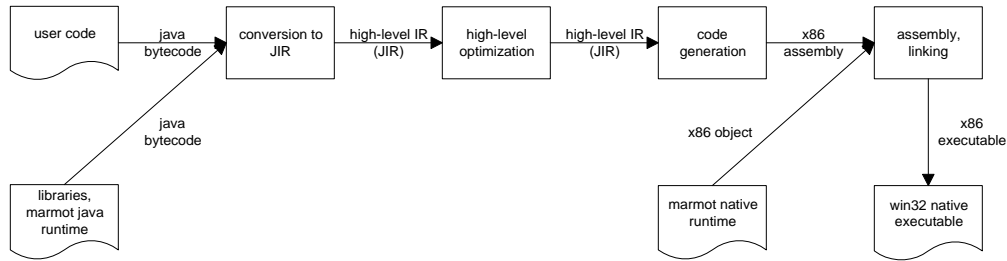 user code
java
bytecode
conversion to
JIR
high-level IR
(JIR)
high-level
optimization
high-level IR
(JIR)
code
generation
x86
assembly
assembly,
linking
java
bytecode
x86 object
x86
executable
libraries,
marmot java
runtime
marmot native
runtime
win32 native
executable